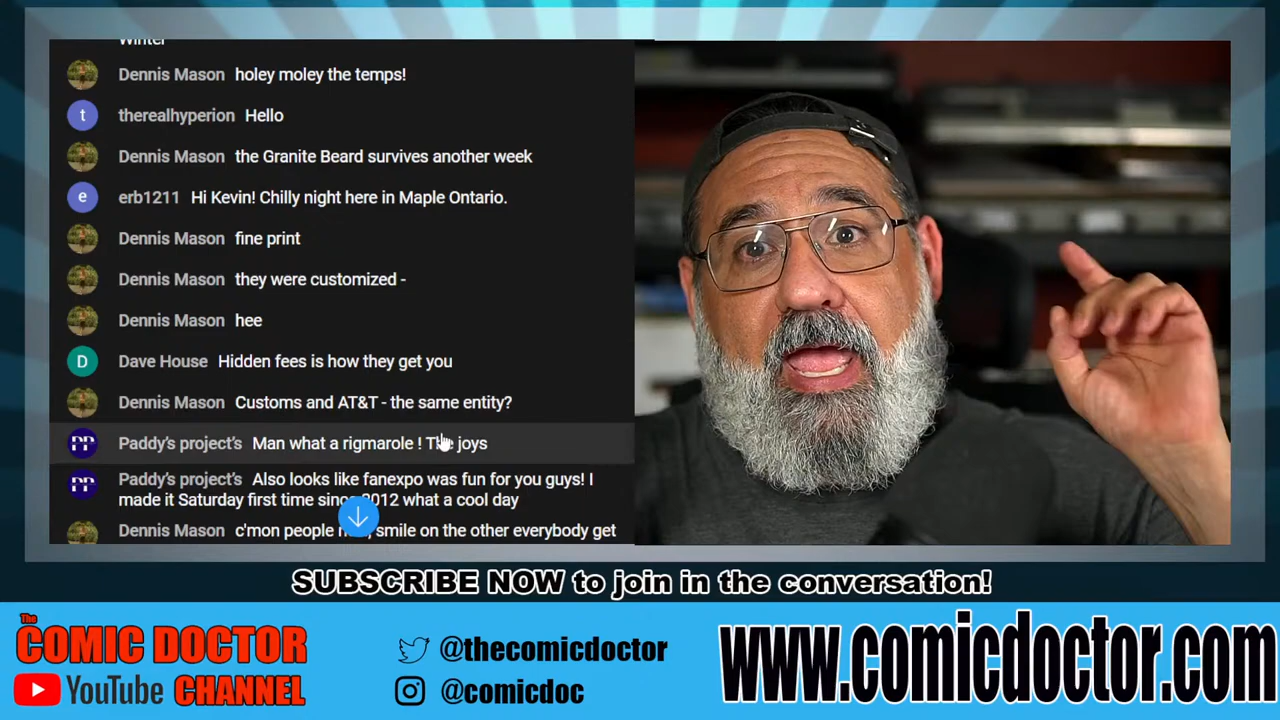 Winter
Dennis Mason holey moley the temps!
t therealhyperion Hello
Dennis Mason the Granite Beard survives another week
e erb1211 Hi Kevin! Chilly night here in Maple Ontario.
Dennis Mason fine print
Dennis Mason they were customized -
Dennis Mason hee
D Dave House Hidden fees is how they get you
Dennis Mason Customs and AT&T - the same entity?
PP Paddy's project's Man what a rigmarole ! The joys
PP Paddy's project's Also looks like fanexpo was fun for you guys! I
made it Saturday first time since 2012 what a cool day
Dennis Mason c'mon people smile on the other everybody get
SUBSCRIBE NOW to join in the conversation!
The
COMIC DOCTOR
YouTube CHANNEL
@thecomicdoctor
@comicdoc
www.comicdoctor.com